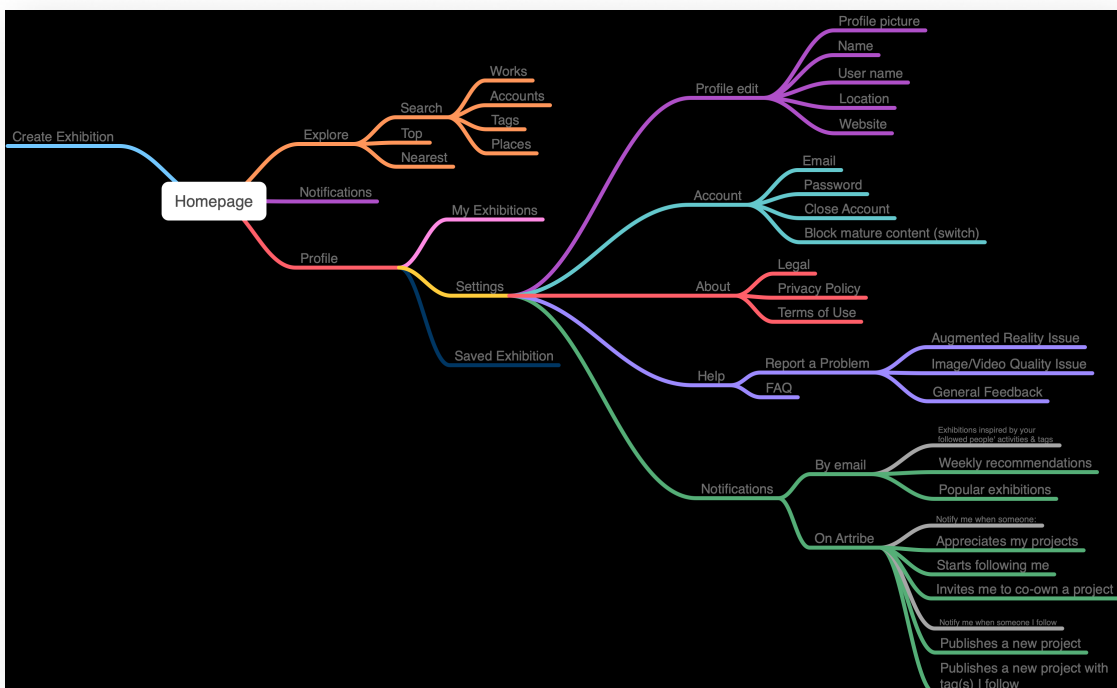 Create Exhibition
Homepage
Explore
Search
Works
Accounts
Tags
Places
Top
Nearest
Notifications
Profile
My Exhibitions
Settings
Profile edit
Profile picture
Name
User name
Location
Website
Account
Email
Password
Close Account
Block mature content (switch)
About
Legal
Privacy Policy
Terms of Use
Help
Report a Problem
Augmented Reality Issue
Image/Video Quality Issue
General Feedback
FAQ
Notifications
By email
Exhibitions inspired by your
followed people' activities & tags
Weekly recommendations
Popular exhibitions
On Artribe
Notify me when someone:
Appreciates my projects
Starts following me
Invites me to co-own a project
Notify me when someone I follow
Publishes a new project
Publishes a new project with
tag(s) I follow
Saved Exhibition